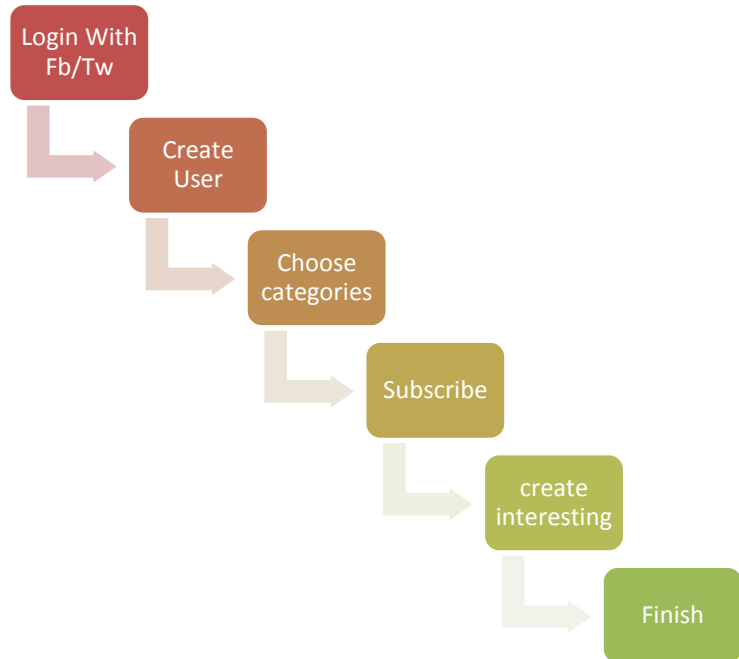 Login With
Fb/Tw
Create
User
Choose
categories
Subscribe
create
interesting
Finish